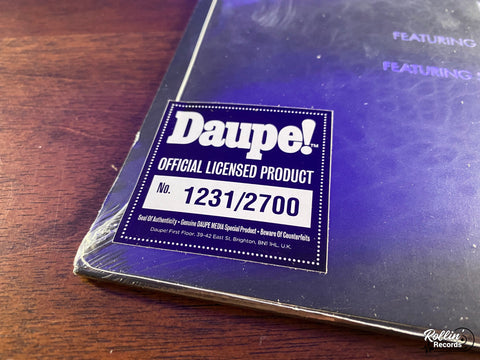 FEATURING
FEATURING
Daupe!™
OFFICIAL LICENSED PRODUCT
No. 1231/2700
Seal Of Authenticity • Genuine DAUPE MEDIA Special Product • Beware Of Counterfeits
Daupe! First Floor, 39-42 East St, Brighton, BN1 1HL, U.K.
Rollin'
Records